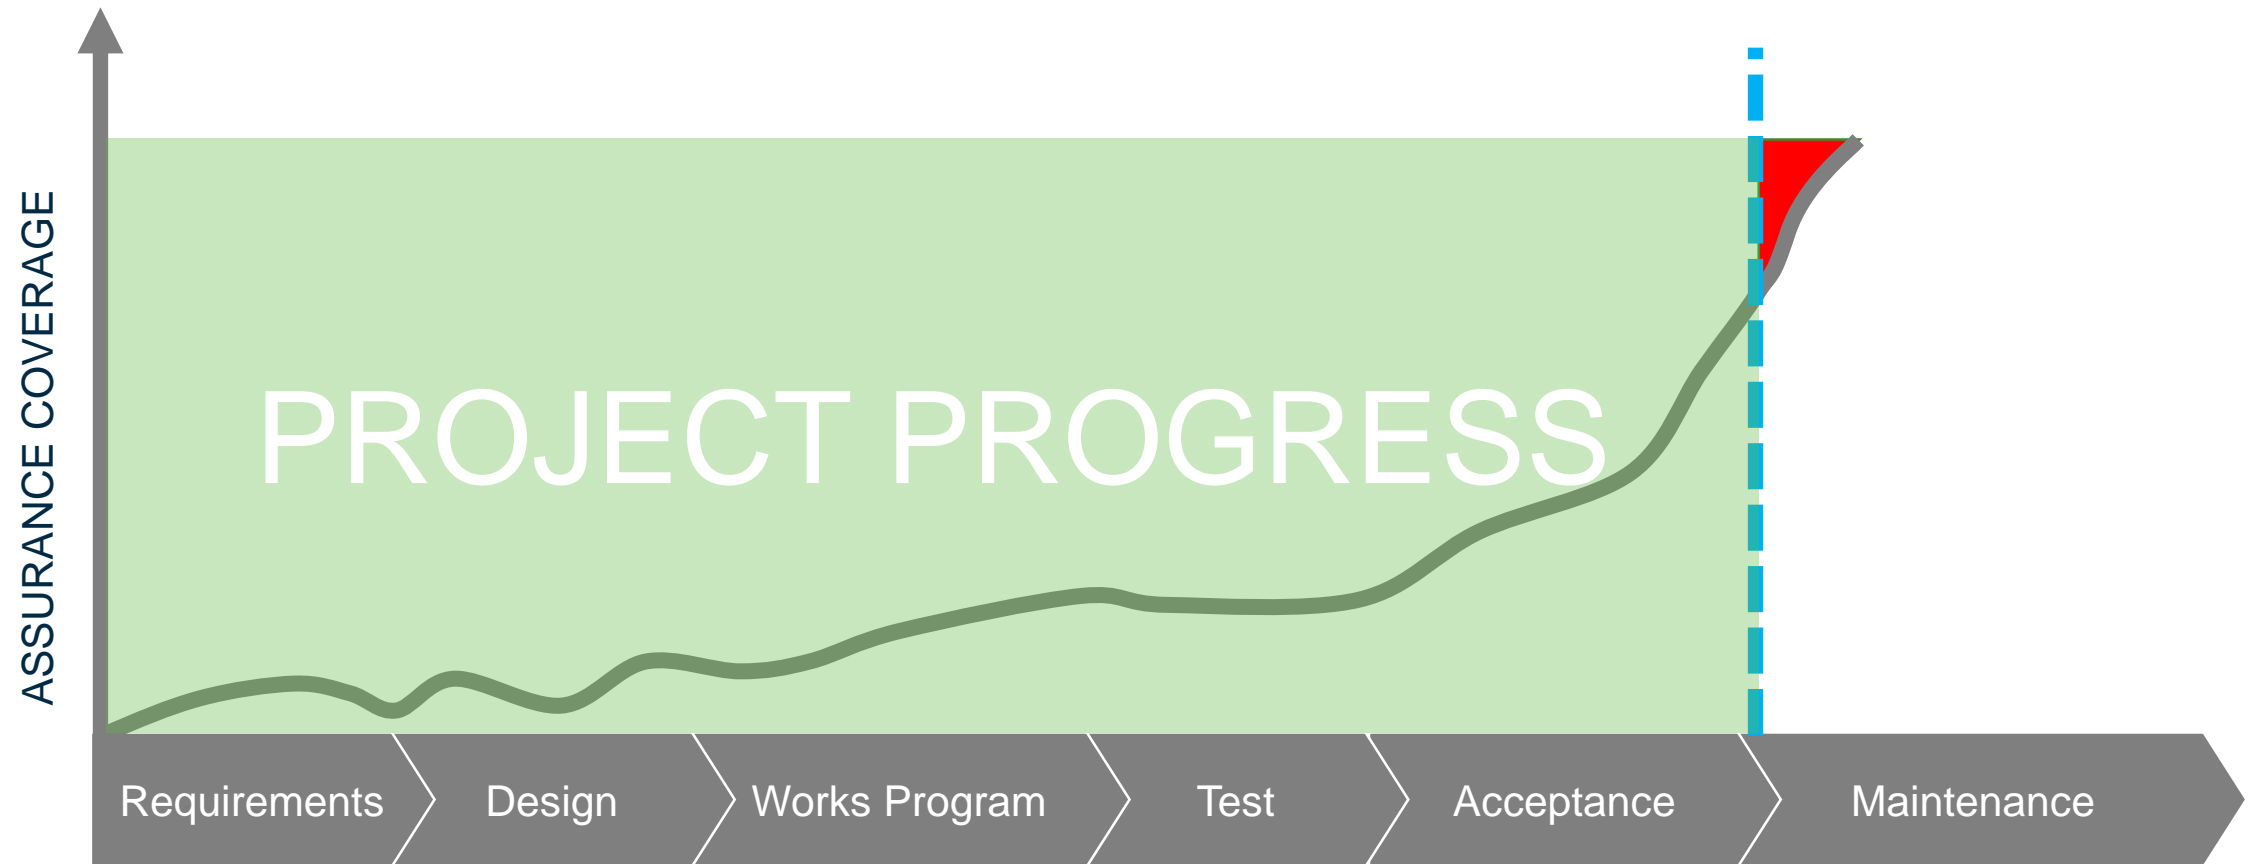 ASSURANCE COVERAGE
PROJECT PROGRESS
Requirements
Design
Works Program
Test
Acceptance
Maintenance